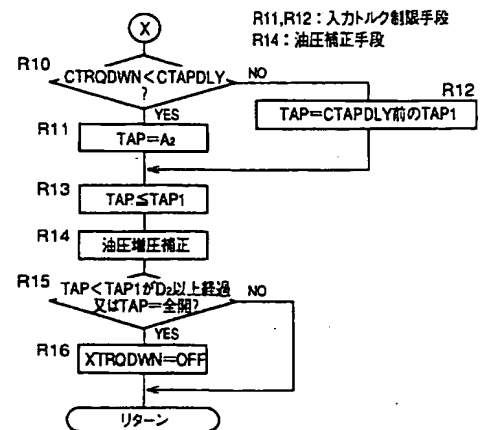 X
R11,R12:入力トルク制限手段
R14:油圧補正手段
R10
CTRQDWN<CTAPDLY
?
NO
YES
R12
TAP=CTAPDLY前のTAP1
R11
TAP=A₂
R13
TAP≦TAP1
R14
油圧増圧補正
R15
TAP<TAP1がD₂以上経過
又はTAP=全開?
NO
YES
R16
XTRQDWN=OFF
リターン